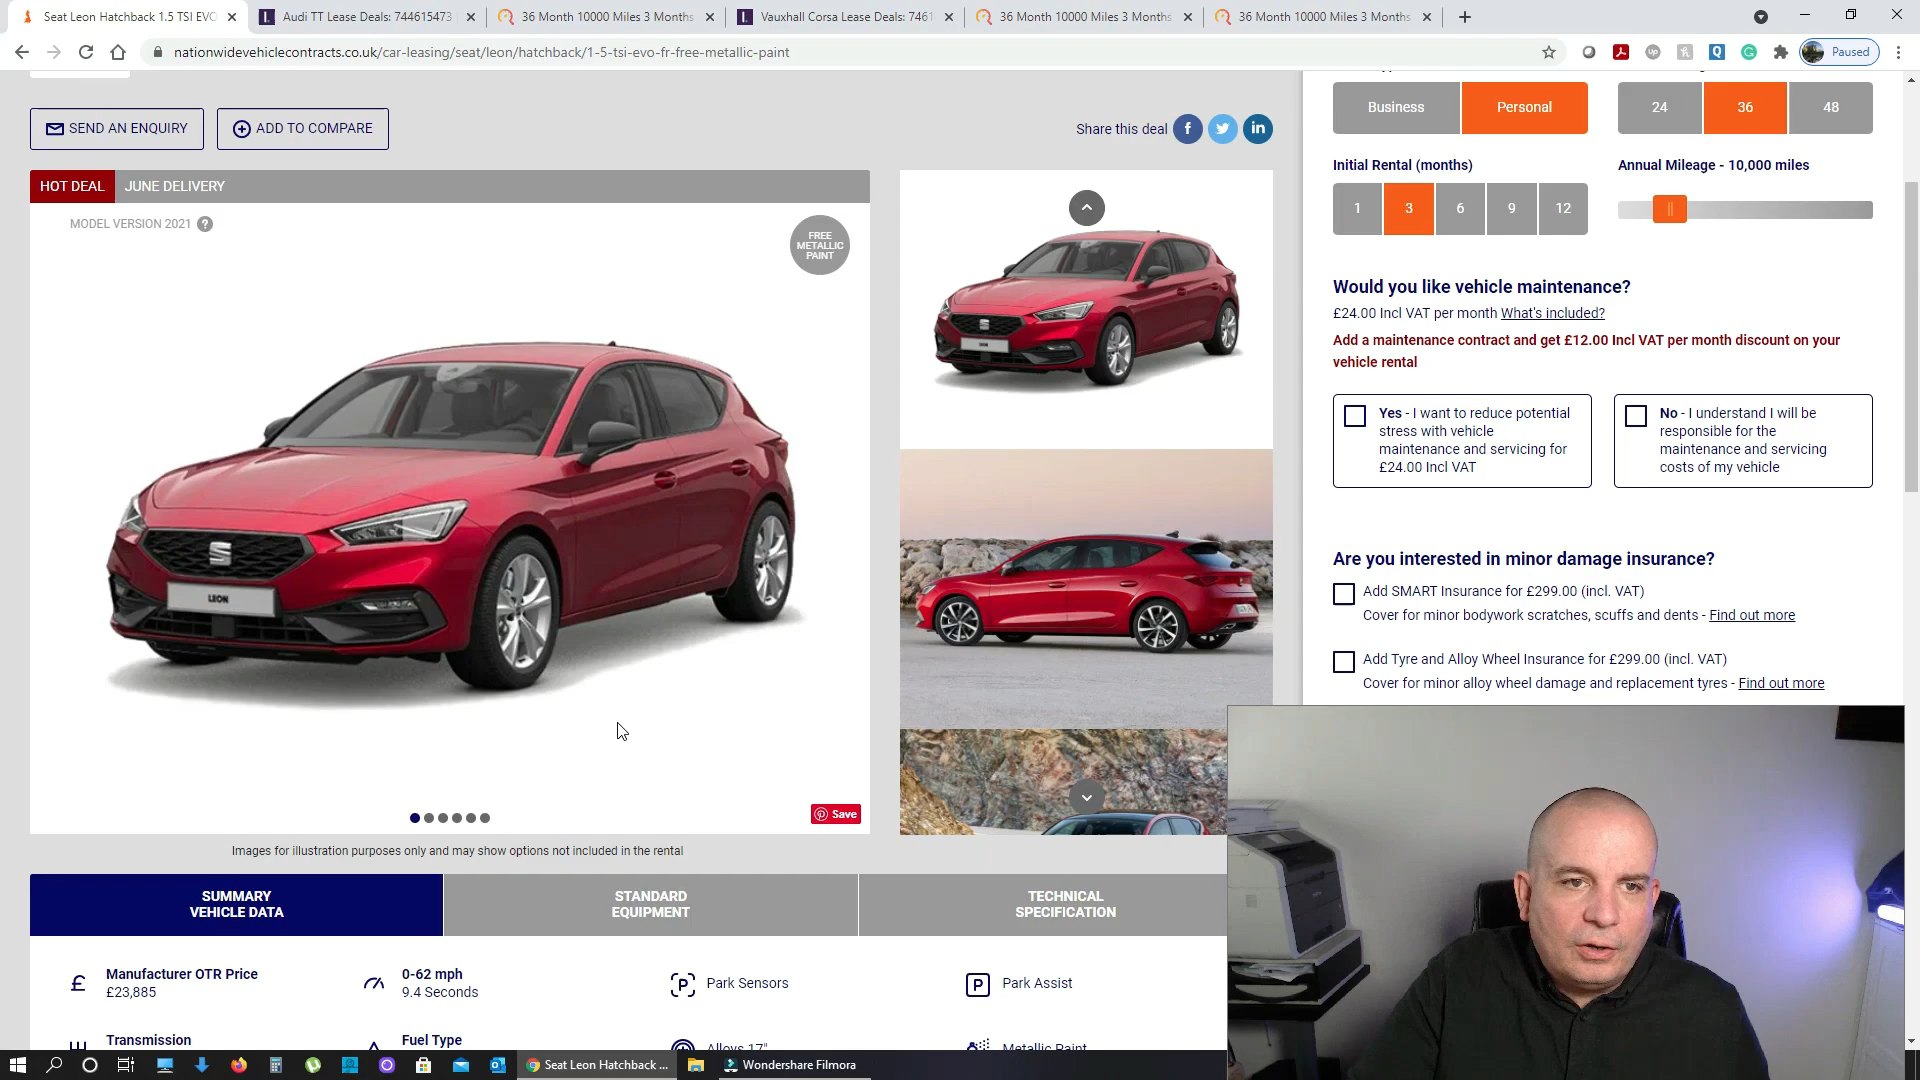 Seat Leon Hatchback 1.5 TSI EVO
Audi TT Lease Deals: 744615473
36 Month 10000 Miles 3 Months
Vauxhall Corsa Lease Deals: 7461
36 Month 10000 Miles 3 Months
36 Month 10000 Miles 3 Months
nationwidevehiclecontracts.co.uk/car-leasing/seat/leon/hatchback/1-5-tsi-evo-fr-free-metallic-paint
Paused
SEND AN ENQUIRY
ADD TO COMPARE
Share this deal
HOT DEAL
JUNE DELIVERY
MODEL VERSION 2021 ?
FREE
METALLIC
PAINT
LEON
Save
Images for illustration purposes only and may show options not included in the rental
SUMMARY
VEHICLE DATA
STANDARD
EQUIPMENT
TECHNICAL
SPECIFICATION
Manufacturer OTR Price
£23,885
0-62 mph
9.4 Seconds
Park Sensors
Park Assist
Transmission
Fuel Type
Alloys 17"
Metallic Paint
Business
Personal
24
36
48
Initial Rental (months)
Annual Mileage - 10,000 miles
1
3
6
9
12
Would you like vehicle maintenance?
£24.00 Incl VAT per month What's included?
Add a maintenance contract and get £12.00 Incl VAT per month discount on your
vehicle rental
Yes - I want to reduce potential
stress with vehicle
maintenance and servicing for
£24.00 Incl VAT
No - I understand I will be
responsible for the
maintenance and servicing
costs of my vehicle
Are you interested in minor damage insurance?
Add SMART Insurance for £299.00 (incl. VAT)
Cover for minor bodywork scratches, scuffs and dents - Find out more
Add Tyre and Alloy Wheel Insurance for £299.00 (incl. VAT)
Cover for minor alloy wheel damage and replacement tyres - Find out more
Seat Leon Hatchback ...
Wondershare Filmora